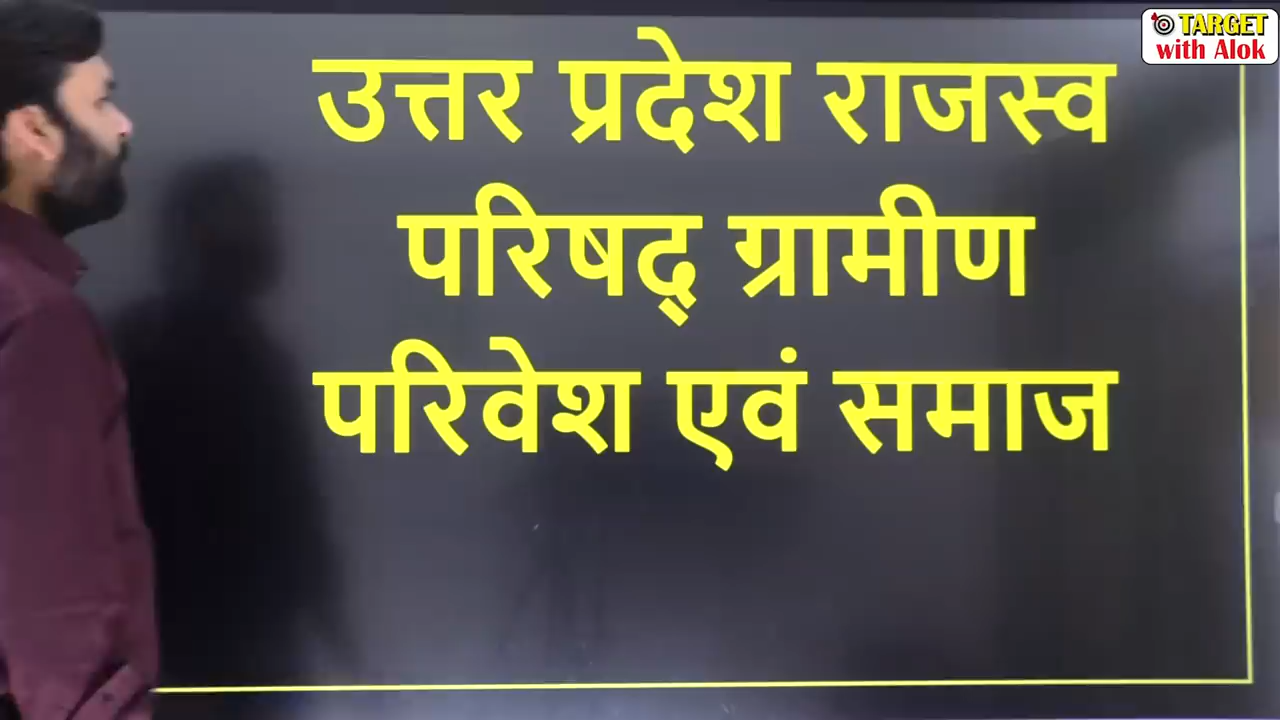 TARGET
with Alok
उत्तर प्रदेश राजस्व
परिषद् ग्रामीण
परिवेश एवं समाज